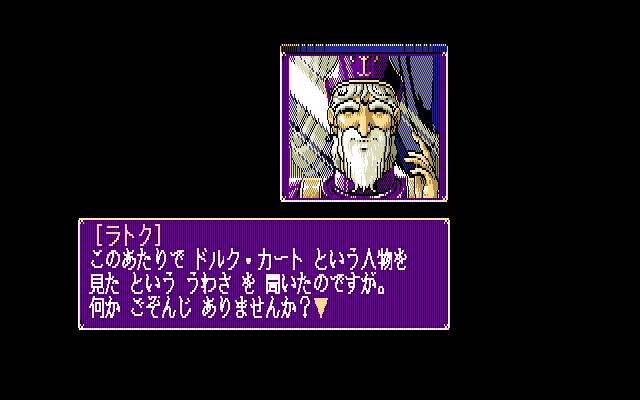 [ラトク]
このあたりで ドルク・カート という人物を
見た という うわさ を 聞いたのですが。
何か ごぞんじ ありませんか?▼